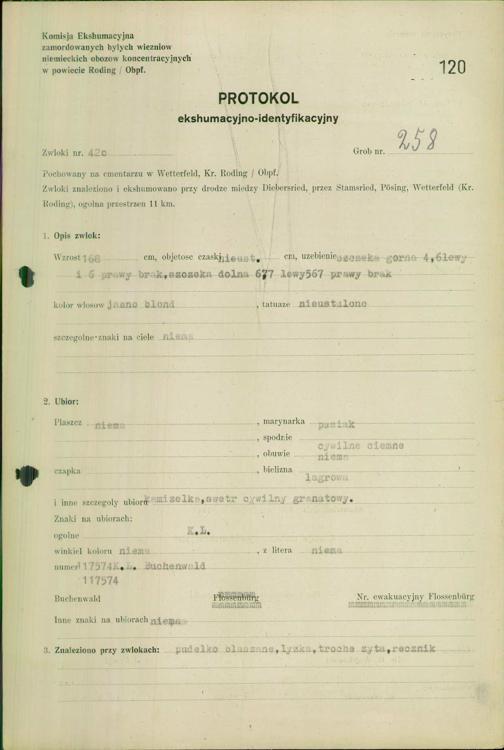 Komisja Ekshumacyjna
zamordowanych bylych wiezniow
niemieckich obozow koncentracyjnych
w powiecie Roding / Obpf.
120
PROTOKOL
ekshumacyjno-identyfikacyjny
Zwloki nr. 42c
Grob nr. 258
Pochowany na cmentarzu w Wetterfeld, Kr. Roding / Obpf.
Zwloki znaleziono i ekshumowano przy drodze miedzy Diebersried, przez Stamsried, Pösing, Wetterfeld (Kr.
Roding), ogolna przestrzen 11 km.
1. Opis zwlok:
Wzrost 168 cm, objetosc czaski nieust. cm, uzebienie szczeka gorna 4,6lewy
i 6 prawy brak,szczeka dolna 677 lewy567 prawy brak
kolor wlosow jasno blond , tatuaze nieustalono
szczegolne znaki na ciele niema
2. Ubior:
Plaszcz niema , marynarka pasiak
, spodzie cywilne ciemne
, obuwie niema
czapka , bielizna lagrowa
i inne szczegoly ubioru kamizelka,swetr cywilny granatowy.
Znaki na ubiorach:
ogolne K.L.
winkiel koloru niema , z litera niema
numer 17574K.L. Buchenwald
117574
Buchenwald Flossenbürg Nr. ewakuacyjny Flossenbürg
Inne znaki na ubiorach niema
3. Znaleziono przy zwlokach: pudelko blaszane,lyzka,troche zyta,recznik